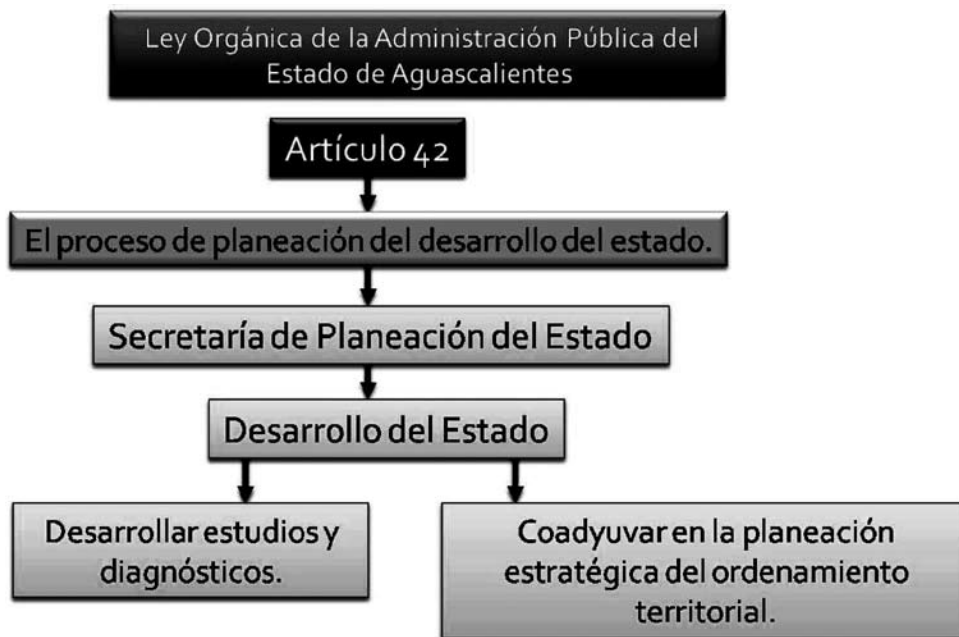 Ley Orgánica de la Administración Pública del
Estado de Aguascalientes
Artículo 42
El proceso de planeación del desarrollo del estado.
Secretaría de Planeación del Estado
Desarrollo del Estado
Desarrollar estudios y
diagnósticos.
Coadyuvar en la planeación
estratégica del ordenamiento
territorial.